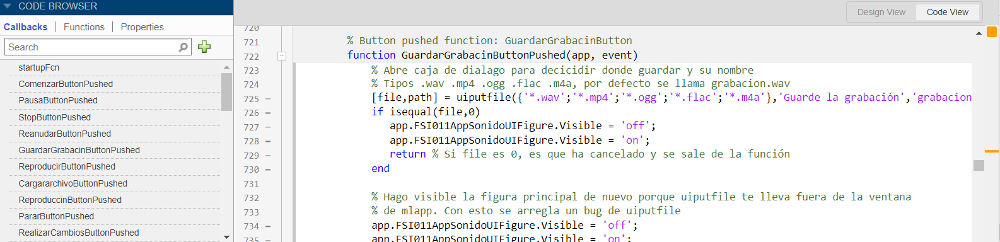 CODE BROWSER
Design View
Code View
Callbacks
Functions
Properties
Search
startupFcn
ComenzarButtonPushed
PausaButtonPushed
StopButtonPushed
ReanudarButtonPushed
GuardarGrabacinButtonPushed
ReproducirButtonPushed
CargararchivoButtonPushed
ReproduccinButtonPushed
PararButtonPushed
RealizarCambiosButtonPushed
720
721 % Button pushed function: GuardarGrabacinButton
722 function GuardarGrabacinButtonPushed(app, event)
723 % Abre caja de dialago para decicidir donde guardar y su nombre
724 % Tipos .wav .mp4 .ogg .flac .m4a, por defecto se llama grabacion.wav
725 – [file,path] = uiputfile({'*.wav';'*.mp4';'*.ogg';'*.flac';'*.m4a'},'Guarde la grabación','grabacion
726 – if isequal(file,0)
727 – app.FSI011AppSonidoUIFigure.Visible = 'off';
728 – app.FSI011AppSonidoUIFigure.Visible = 'on';
729 – return % Si file es 0, es que ha cancelado y se sale de la función
730 – end
731
732 % Hago visible la figura principal de nuevo porque uiputfile te lleva fuera de la ventana
733 % de mlapp. Con esto se arregla un bug de uiputfile
734 – app.FSI011AppSonidoUIFigure.Visible = 'off';
735 – app.FSI011AppSonidoUIFigure.Visible = 'on';